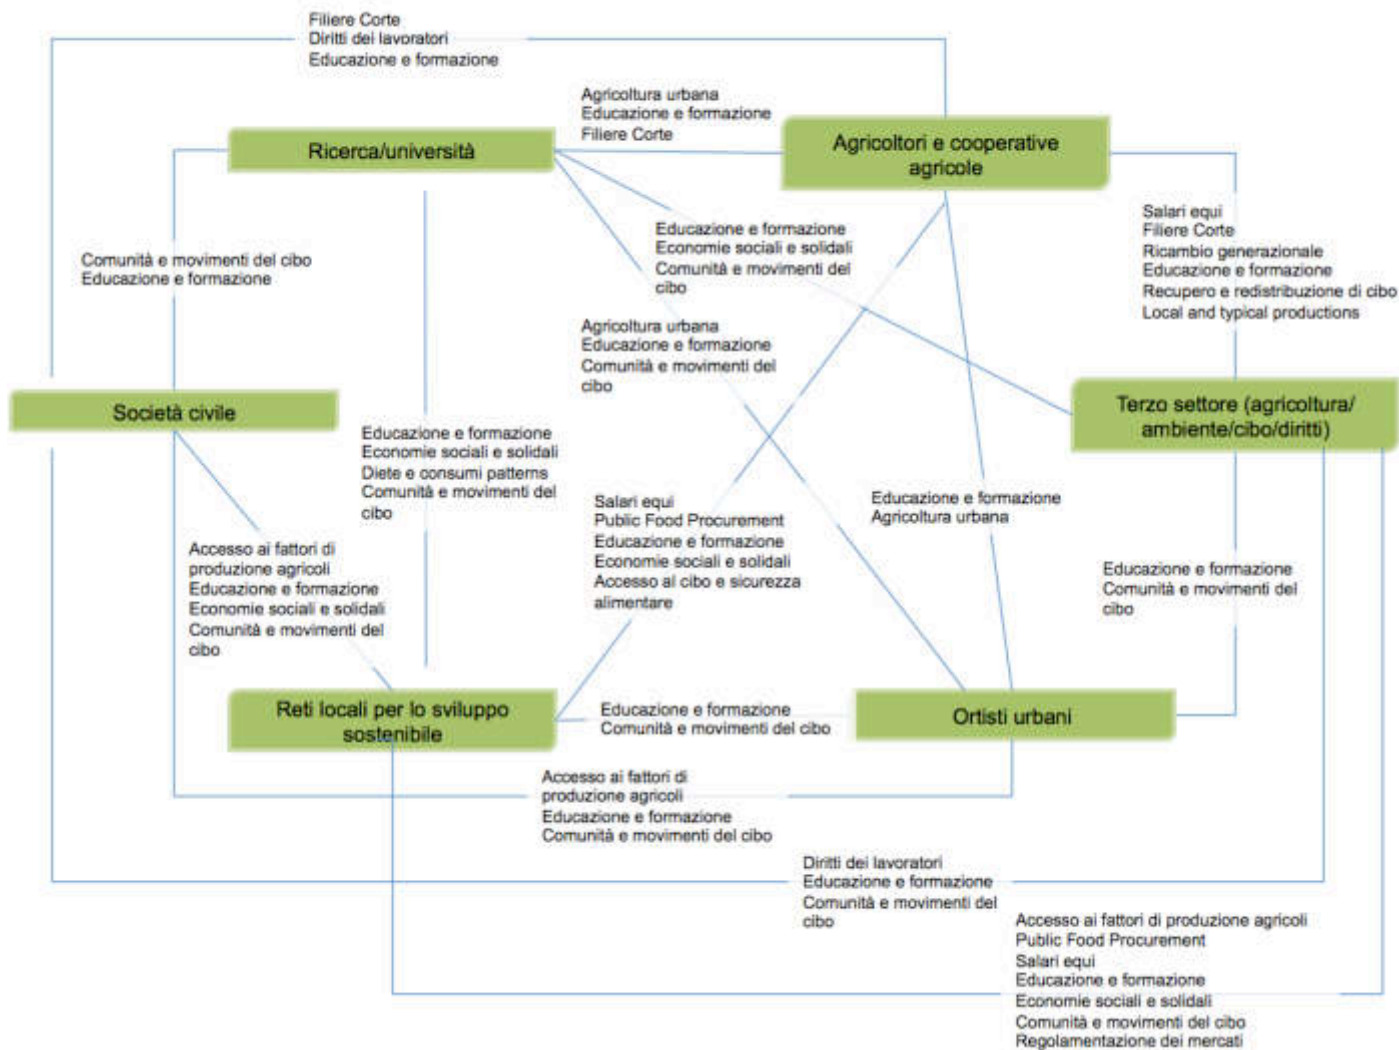 Filiere Corte
Diritti dei lavoratori
Educazione e formazione
Agricoltura urbana
Educazione e formazione
Filiere Corte
Ricerca/università
Agricoltori e cooperative
agricole
Salari equi
Filiere Corte
Ricambio generazionale
Educazione e formazione
Recupero e redistribuzione di cibo
Local and typical productions
Educazione e formazione
Economie sociali e solidali
Comunità e movimenti del
cibo
Comunità e movimenti del cibo
Educazione e formazione
Agricoltura urbana
Educazione e formazione
Comunità e movimenti del
cibo
Società civile
Terzo settore (agricoltura/
ambiente/cibo/diritti)
Educazione e formazione
Economie sociali e solidali
Diete e consumi patterns
Comunità e movimenti del
cibo
Salari equi
Public Food Procurement
Educazione e formazione
Economie sociali e solidali
Accesso al cibo e sicurezza
alimentare
Educazione e formazione
Agricoltura urbana
Accesso ai fattori di
produzione agricoli
Educazione e formazione
Economie sociali e solidali
Comunità e movimenti del
cibo
Educazione e formazione
Comunità e movimenti del
cibo
Reti locali per lo sviluppo
sostenibile
Educazione e formazione
Comunità e movimenti del cibo
Ortisti urbani
Accesso ai fattori di
produzione agricoli
Educazione e formazione
Comunità e movimenti del cibo
Diritti dei lavoratori
Educazione e formazione
Comunità e movimenti del
cibo
Accesso ai fattori di produzione agricoli
Public Food Procurement
Salari equi
Educazione e formazione
Economie sociali e solidali
Comunità e movimenti del cibo
Regolamentazione dei mercati